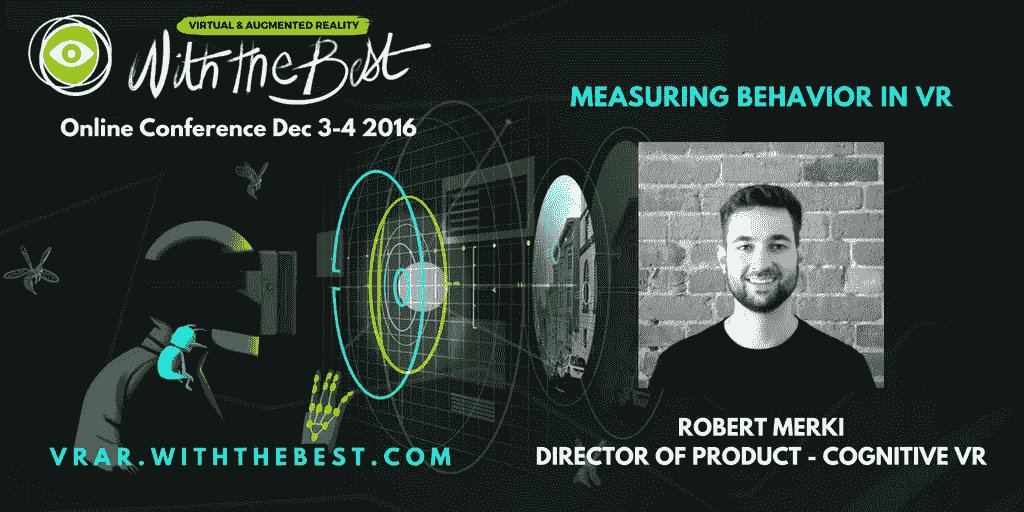 VIRTUAL & AUGMENTED REALITY
With the Best
Online Conference Dec 3-4 2016
MEASURING BEHAVIOR IN VR
ROBERT MERKI
DIRECTOR OF PRODUCT - COGNITIVE VR
VRAR.WITHTHEBEST.COM